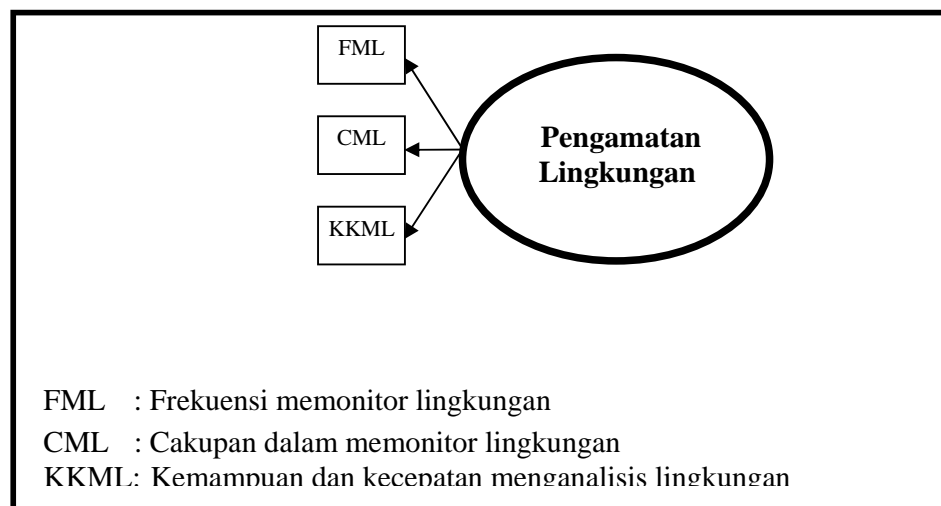 FML
CML
KKML
Pengamatan
Lingkungan
FML : Frekuensi memonitor lingkungan
CML : Cakupan dalam memonitor lingkungan
KKML: Kemampuan dan kecepatan menganalisis lingkungan